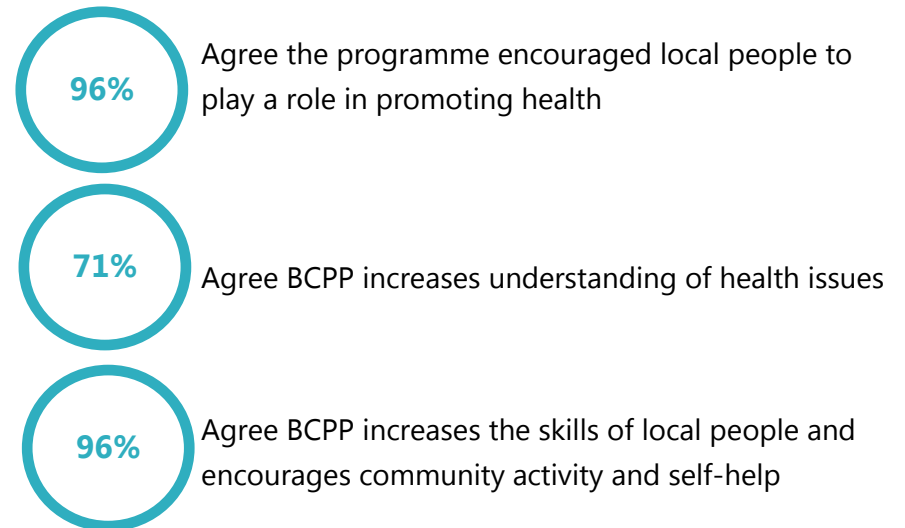 96%
Agree the programme encouraged local people to
play a role in promoting health
71%
Agree BCPP increases understanding of health issues
96%
Agree BCPP increases the skills of local people and
encourages community activity and self-help